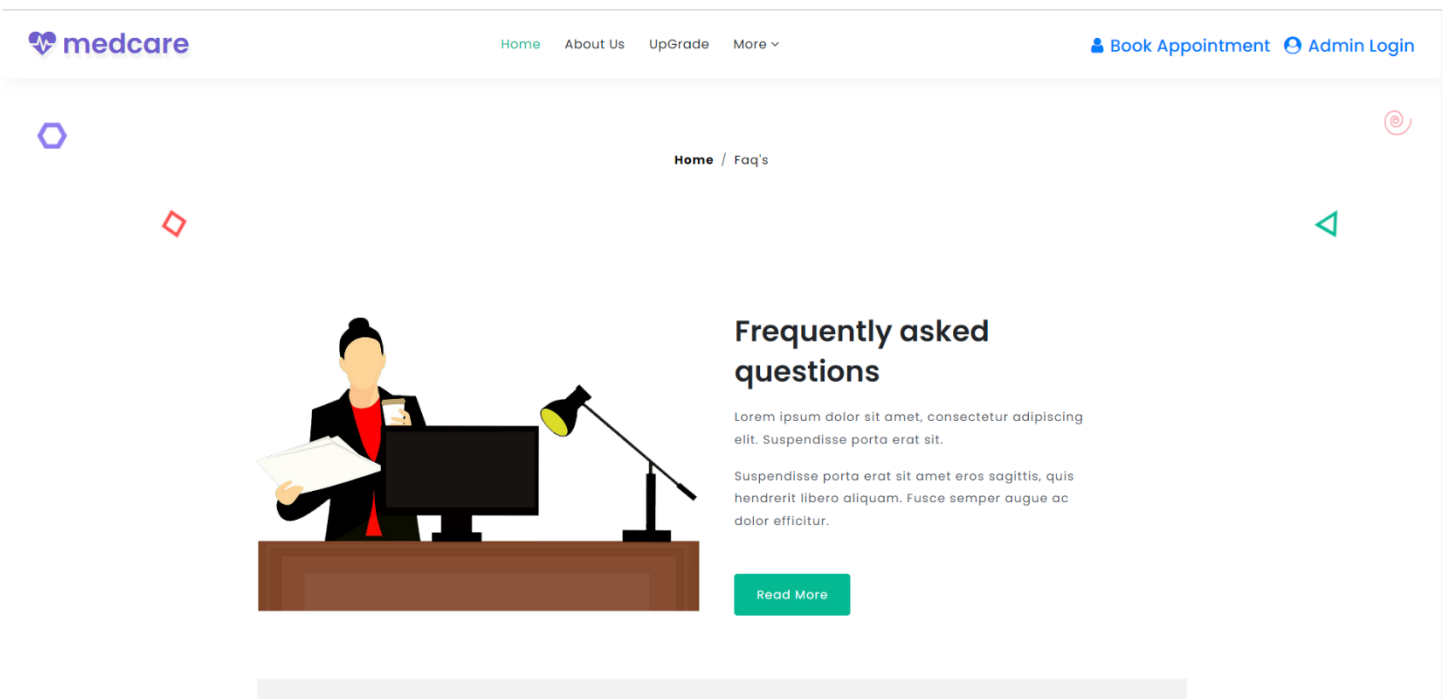 medcare
Home About Us UpGrade More
Book Appointment Admin Login
Home / Faq's
Frequently asked
questions
Lorem ipsum dolor sit amet, consectetur adipiscing
elit. Suspendisse porta erat sit.
Suspendisse porta erat sit amet eros sagittis, quis
hendrerit libero aliquam. Fusce semper augue ac
dolor efficitur.
Read More